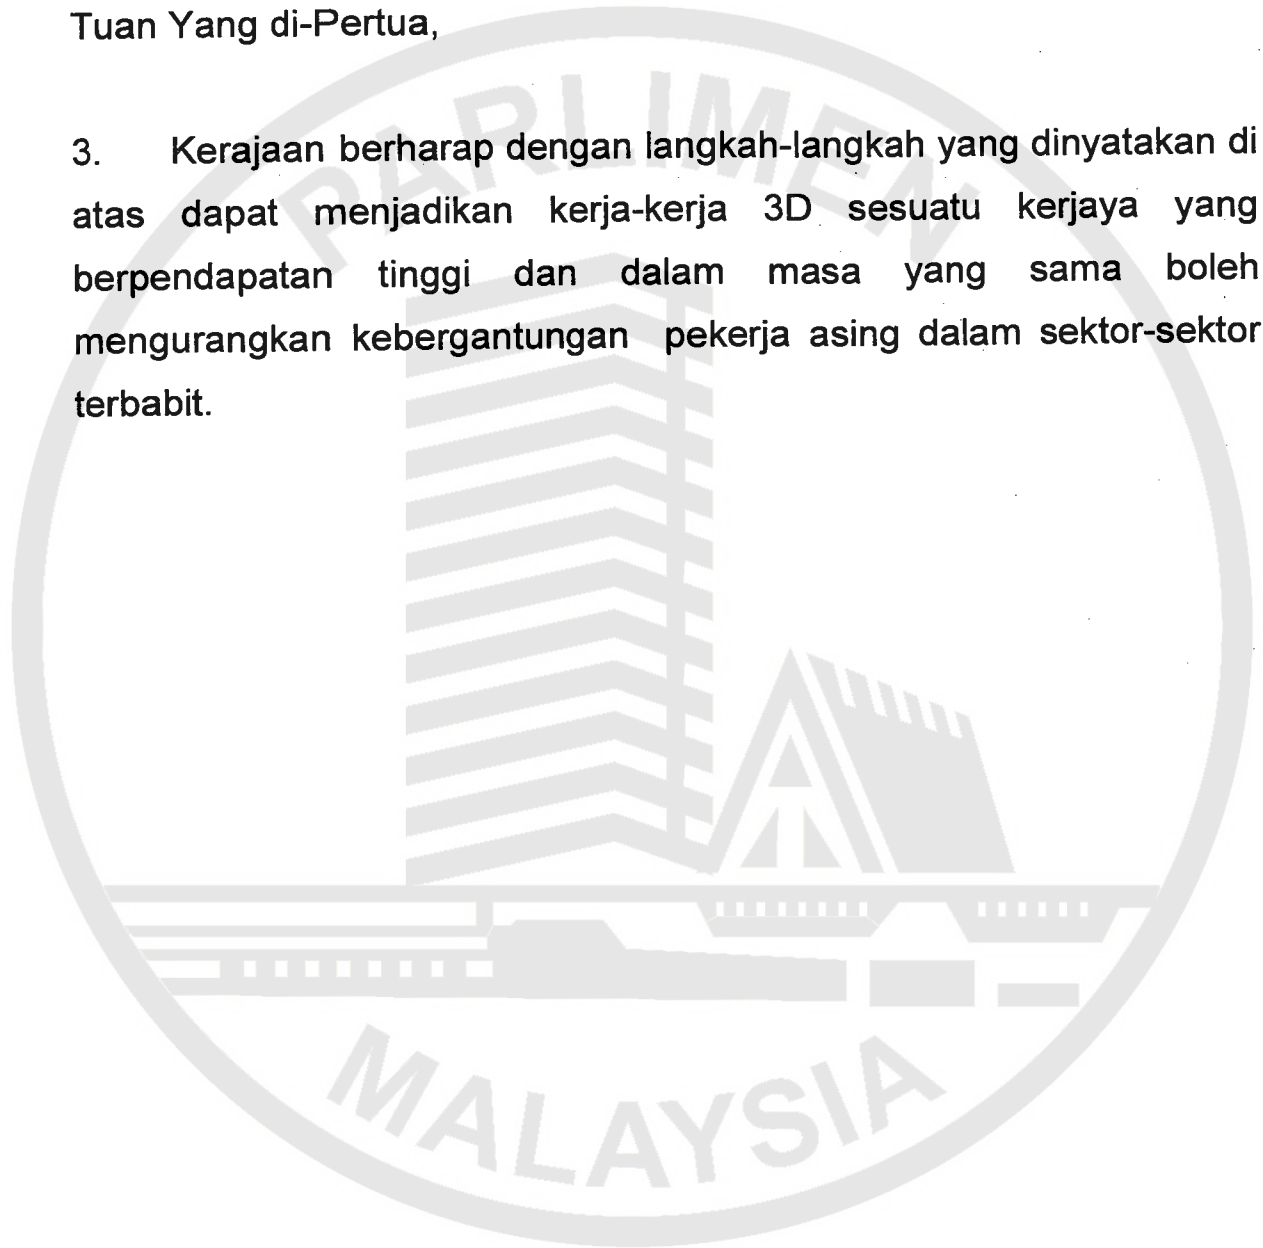 Tuan Yang di-Pertua,
3. Kerajaan berharap dengan langkah-langkah yang dinyatakan di
atas dapat menjadikan kerja-kerja 3D sesuatu kerjaya yang
berpendapatan tinggi dan dalam masa yang sama boleh
mengurangkan kebergantungan pekerja asing dalam sektor-sektor
terbabit.
PARLIMEN
MALAYSIA